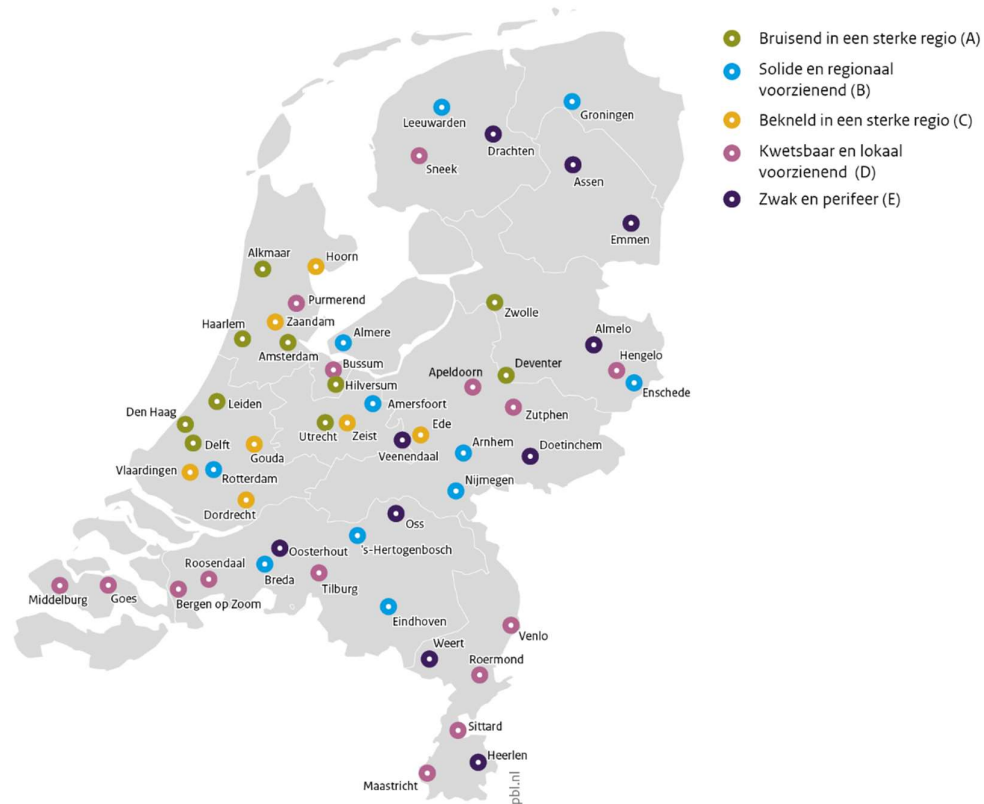 Bruisend in een sterke regio (A)
Solide en regionaal
voorzienend (B)
Bekneld in een sterke regio (C)
Kwetsbaar en lokaal
voorzienend (D)
Zwak en perifeer (E)
Leeuwarden
Groningen
Drachten
Sneek
Assen
Emmen
Alkmaar
Hoorn
Purmerend
Zwolle
Haarlem
Zaandam
Almere
Almelo
Amsterdam
Hengelo
Bussum
Deventer
Apeldoorn
Hilversum
Enschede
Leiden
Amersfoort
Den Haag
Zutphen
Utrecht
Zeist
Ede
Delft
Arnhem
Doetinchem
Gouda
Veenendaal
Vlaardingen
Rotterdam
Nijmegen
Dordrecht
Oss
Oosterhout
's-Hertogenbosch
Roosendaal
Breda
Tilburg
Middelburg
Goes
Bergen op Zoom
Eindhoven
Venlo
Weert
Roermond
Sittard
Heerlen
Maastricht
pbl.nl